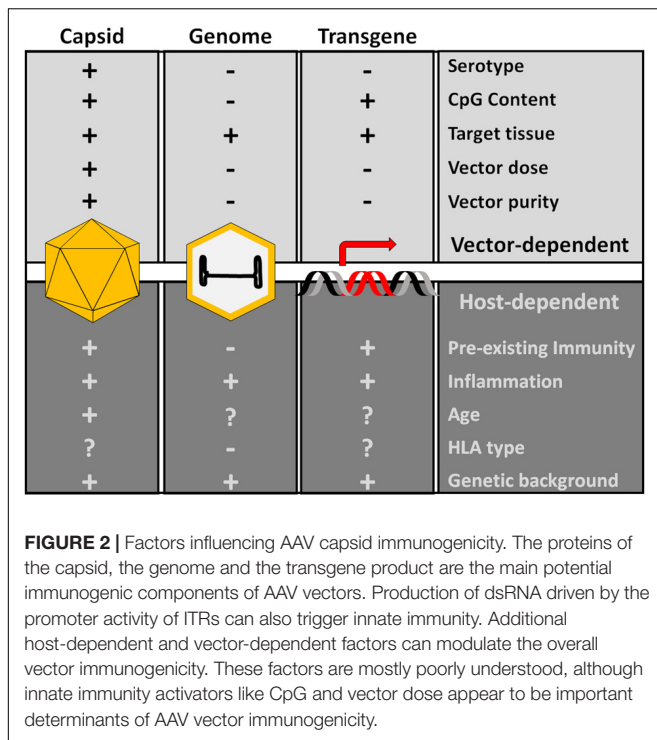 Capsid Genome Transgene
+ - - Serotype
+ - + CpG Content
+ + + Target tissue
+ - - Vector dose
+ - - Vector purity
Vector-dependent
Host-dependent
+ - + Pre-existing Immunity
+ + + Inflammation
+ ? ? Age
? - ? HLA type
+ + + Genetic background
FIGURE 2 | Factors influencing AAV capsid immunogenicity. The proteins of
the capsid, the genome and the transgene product are the main potential
immunogenic components of AAV vectors. Production of dsRNA driven by the
promoter activity of ITRs can also trigger innate immunity. Additional
host-dependent and vector-dependent factors can modulate the overall
vector immunogenicity. These factors are mostly poorly understood, although
innate immunity activators like CpG and vector dose appear to be important
determinants of AAV vector immunogenicity.